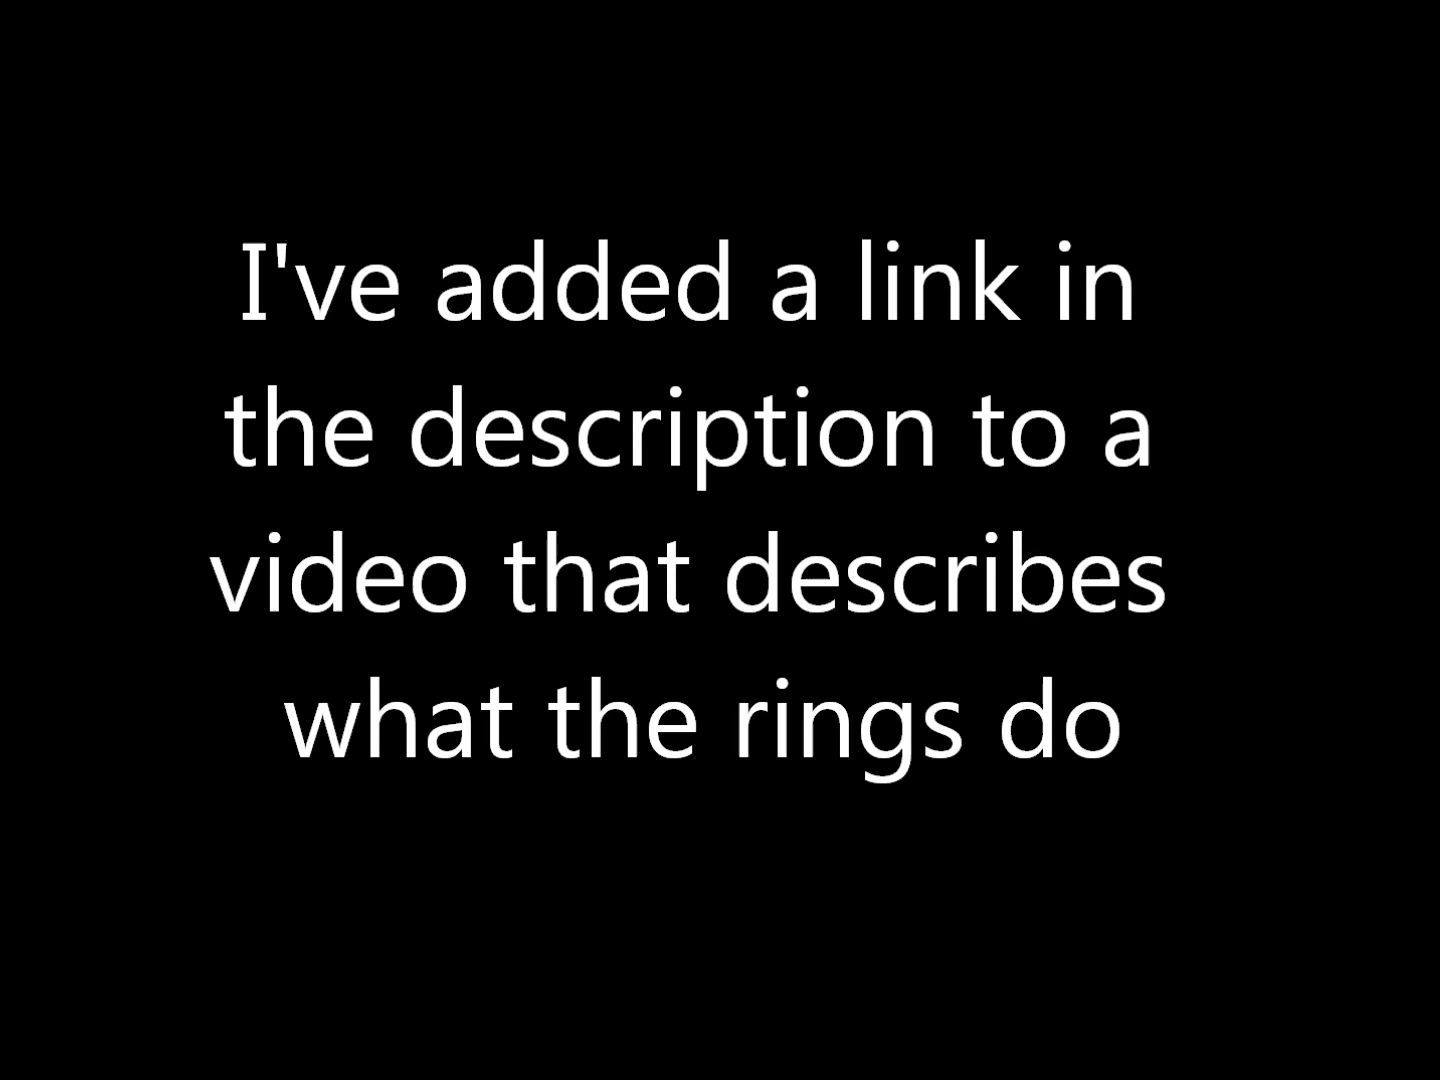 I've added a link in
the description to a
video that describes
what the rings do